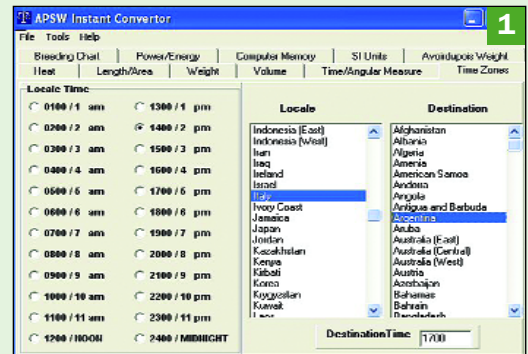 APSW Instant Convertor
1
File Tools Help
Breeding Chart Power/Energy Computer Memory SI Units Avoirdupois Weight
Heat Length/Area Weight Volume Time/Angular Measure Time Zones
Locale Time
0100 / 1 am 1300 / 1 pm
0200 / 2 am 1400 / 2 pm
0300 / 3 am 1500 / 3 pm
0400 / 4 am 1600 / 4 pm
0500 / 5 am 1700 / 5 pm
0600 / 6 am 1800 / 6 pm
0700 / 7 am 1900 / 7 pm
0800 / 8 am 2000 / 8 pm
0900 / 9 am 2100 / 9 pm
1000 / 10 am 2200 / 10 pm
1100 / 11 am 2300 / 11 pm
1200 / NOON 2400 / MIDNIGHT
Locale
Indonesia (East)
Indonesia (West)
Iran
Iraq
Ireland
Israel
Italy
Ivory Coast
Jamaica
Japan
Jordan
Kazakhstan
Kenya
Kiribati
Korea
Kyrgyzstan
Kuwait
Laos
Destination
Afghanistan
Albania
Algeria
Amenia
American Samoa
Andorra
Angola
Antigua and Barbuda
Argentina
Aruba
Australia (East)
Australia (Central)
Australia (West)
Austria
Azerbaijan
Bahamas
Bahrain
Bangladesh
DestinationTime 1700